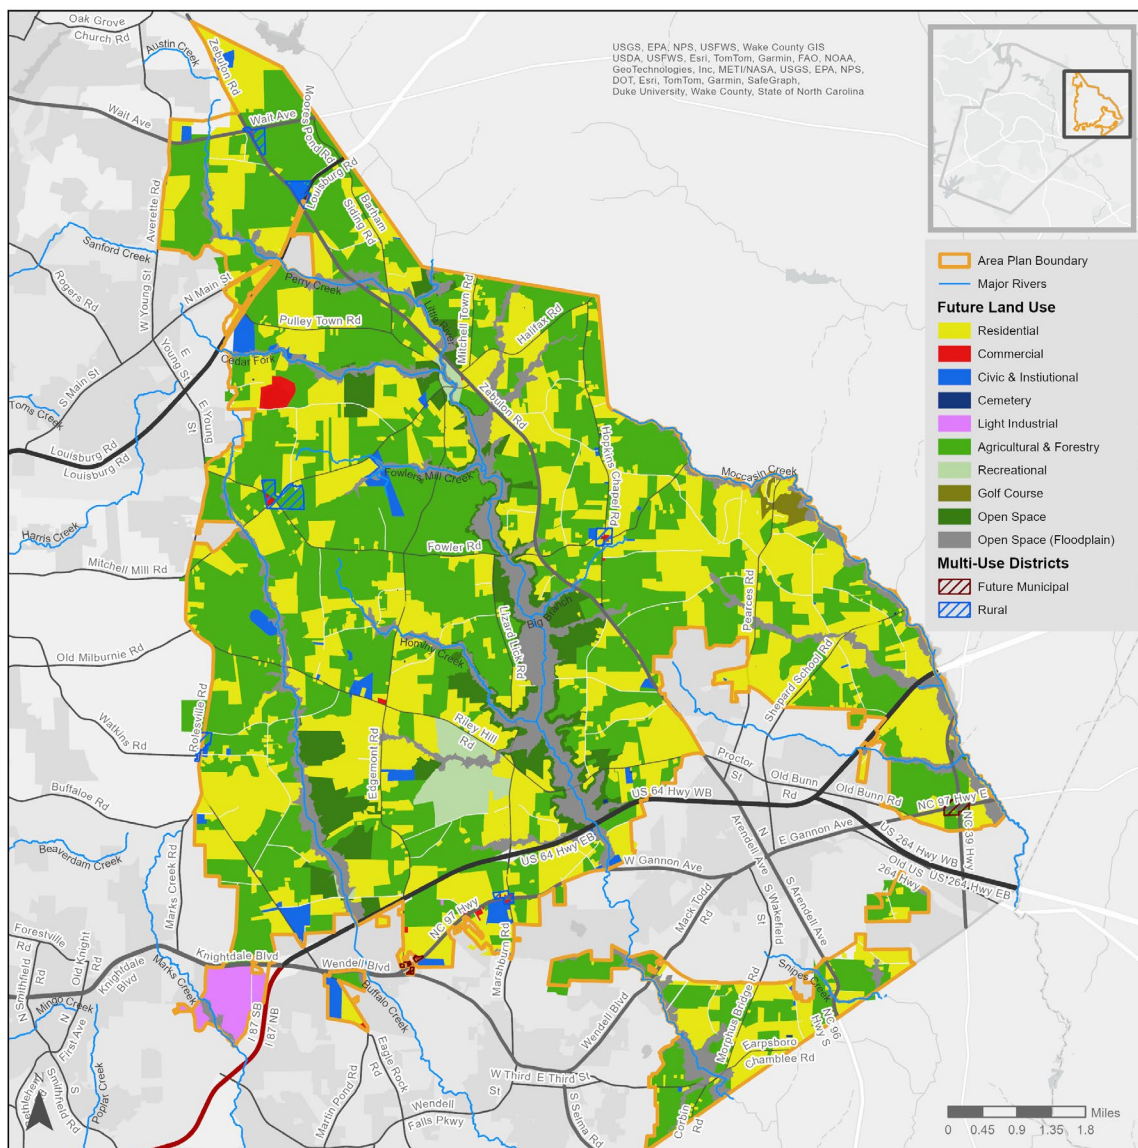 USGS, EPA, NPS, USFWS, Wake County GIS
USDA, USFWS, Esri, TomTom, Garmin, FAO, NOAA,
GeoTechnologies, Inc, METI/NASA, USGS, EPA, NPS,
DOT, Esri, TomTom, Garmin, SafeGraph,
Duke University, Wake County, State of North Carolina
Oak Grove
Church Rd
Austin Creek
Zebulon Rd
Wait Ave
Wait Ave
Moores Pond Rd
Louisburg Rd
Barham
Siding Rd
Averette Rd
Sanford Creek
Rogers Rd
W Young St
N Main St
Perry Creek
Little River
Mitchell Town Rd
Halifax Rd
Pulley Town Rd
E
Young St
Cedar Fork
S Main St
Toms Creek
E Young
St
Louisburg Rd
Louisburg Rd
Zebulon Rd
Hopkins Chapel Rd
Moccasin Creek
Fowlers Mill Creek
Harris Creek
Fowler Rd
Mitchell Mill Rd
Pearces Rd
Big Branch
Lizard Lick Rd
Hominy Creek
Old Milburnie Rd
Shepard School Rd
Rolesville Rd
Watkins Rd
Riley Hill
Rd
Edgemont Rd
Proctor
St
Old Bunn
Rd
Old Bunn Rd
NC 97 Hwy E
Buffaloe Rd
US 64 Hwy WB
US 64 Hwy EB
E Gannon Ave
US 264 Hwy WB
NC 39 Hwy
Beaverdam Creek
Marks Creek Rd
W Gannon Ave
Arendell Ave
N
Old US
264 Hwy
US 264 Hwy EB
Mack Todd
Rd
S Wakefield
St
S Arendell Ave
NC 97 Hwy
Marshburn Rd
Forestville
Rd
Old Knight
Rd
Knightdale
Blvd
Knightdale Blvd
Wendell Blvd
N Smithfield
Rd
Marks Creek
Mingo Creek
N
First Ave
S
Smithfield Rd
S
Poplar Creek
I 87 SB
I 87 NB
Buffalo Creek
Eagle Rock
Rd
Martin Pond Rd
Wendell Blvd
Snipes Creek
Morphus Bridge Rd
NC 96
Hwy S
Earpsboro
Chamblee Rd
W Third
St
E Third St
Wendell
Falls Pkwy
S Selma Rd
Corbin
Rd
Area Plan Boundary
Major Rivers
Future Land Use
Residential
Commercial
Civic & Instiutional
Cemetery
Light Industrial
Agricultural & Forestry
Recreational
Golf Course
Open Space
Open Space (Floodplain)
Multi-Use Districts
Future Municipal
Rural
Miles
0 0.45 0.9 1.35 1.8